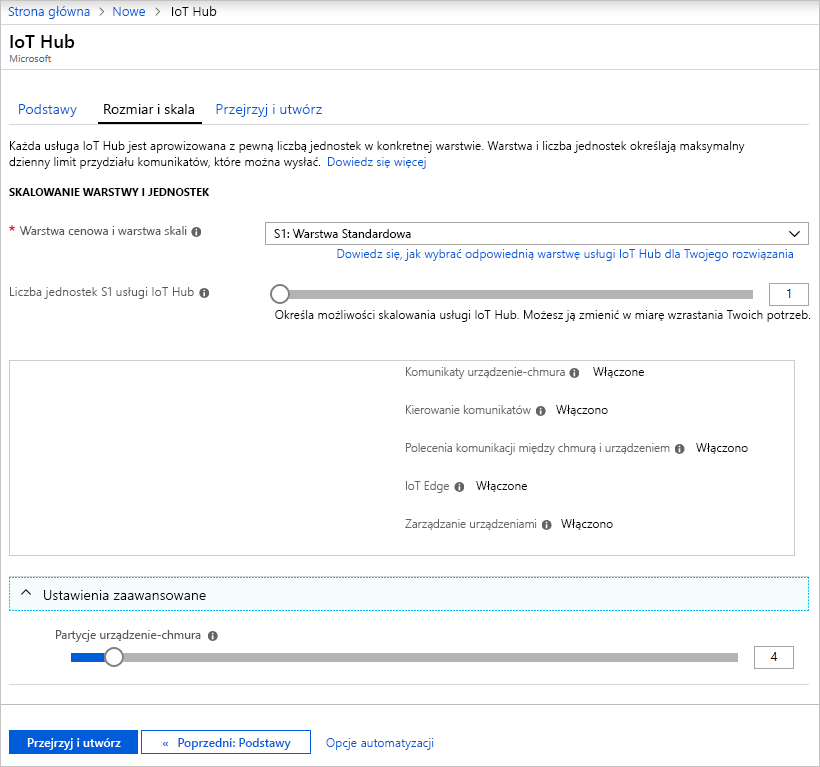 Strona główna > Nowe > IoT Hub
IoT Hub
Microsoft
Podstawy Rozmiar i skala Przejrzyj i utwórz
Każda usługa IoT Hub jest aprowizowana z pewną liczbą jednostek w konkretnej warstwie. Warstwa i liczba jednostek określają maksymalny
dzienny limit przydziału komunikatów, które można wysłać. Dowiedz się więcej
SKALOWANIE WARSTWY I JEDNOSTEK
* Warstwa cenowa i warstwa skali S1: Warstwa Standardowa
Dowiedz się, jak wybrać odpowiednią warstwę usługi IoT Hub dla Twojego rozwiązania
Liczba jednostek S1 usługi IoT Hub 1
Określa możliwości skalowania usługi IoT Hub. Możesz ją zmienić w miarę wzrastania Twoich potrzeb.
Komunikaty urządzenie-chmura Włączone
Kierowanie komunikatów Włączono
Polecenia komunikacji między chmurą i urządzeniem Włączono
IoT Edge Włączone
Zarządzanie urządzeniami Włączono
Ustawienia zaawansowane
Partycje urządzenie-chmura
4
Przejrzyj i utwórz « Poprzedni: Podstawy Opcje automatyzacji